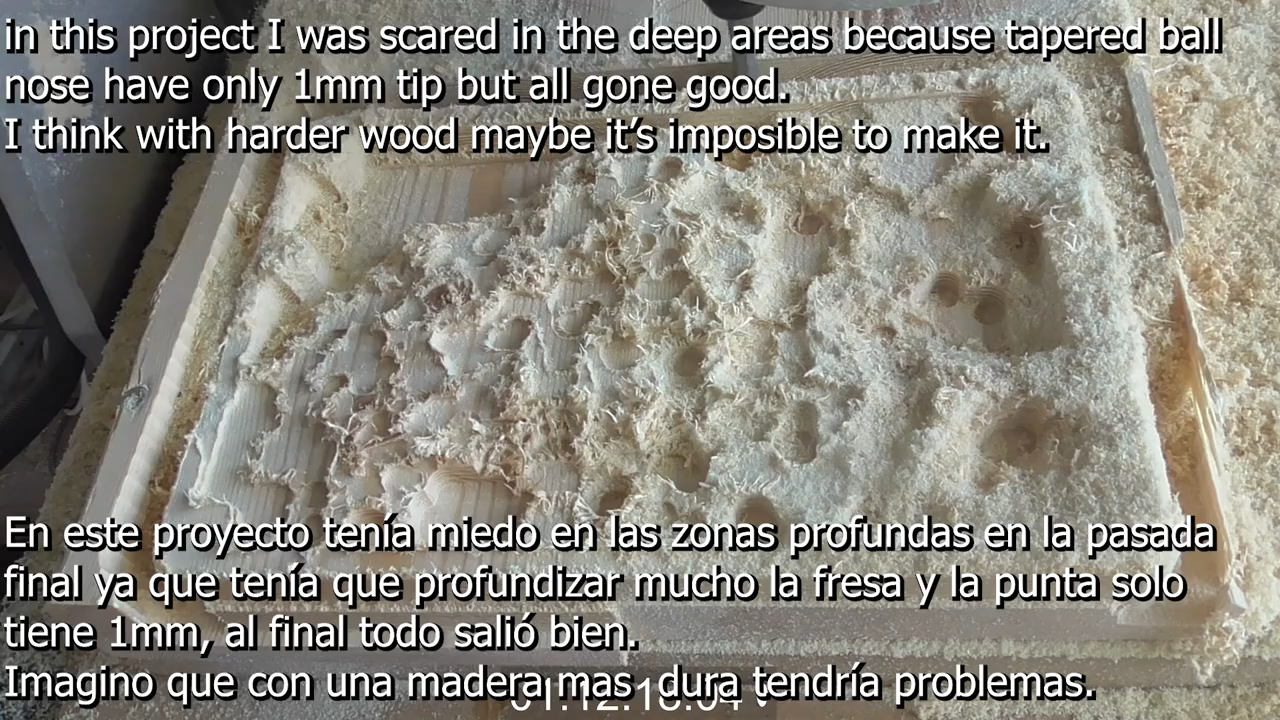 in this project I was scared in the deep areas because tapered ball
nose have only 1mm tip but all gone good.
I think with harder wood maybe it's imposible to make it.
En este proyecto tenía miedo en las zonas profundas en la pasada
final ya que tenía que profundizar mucho la fresa y la punta solo
tiene 1mm, al final todo salió bien.
Imagino que con una madera mas dura tendría problemas.